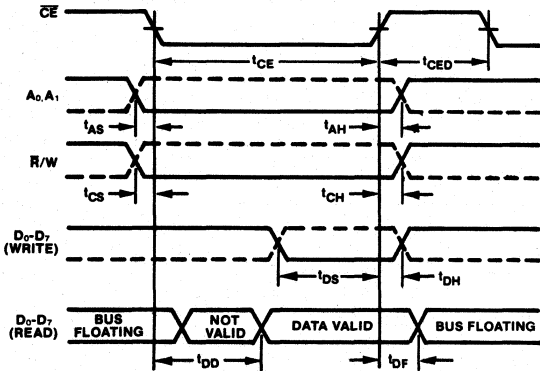 CE
tCE
tCED
A0, A1
tAS
tAH
R/W
tCS
tCH
D0-D7
(WRITE)
tDS
tDH
D0-D7
(READ)
BUS
FLOATING
NOT
VALID
DATA VALID
BUS FLOATING
tDD
tDF